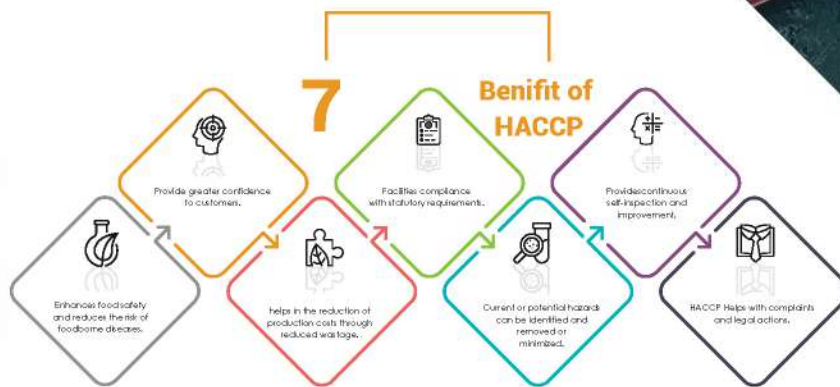 7
Benifit of
HACCP
Enhances food safety
and reduces the risk of
foodborne diseases.
Provide greater confidence
to customers.
helps in the reduction of
production costs through
reduced wastage.
Facilities compliance
with statutory requirements.
Current or potential hazards
can be identified and
removed or
minimized.
Providescontinuous
self-inspection and
improvement.
HACCP Helps with complaints
and legal actions.